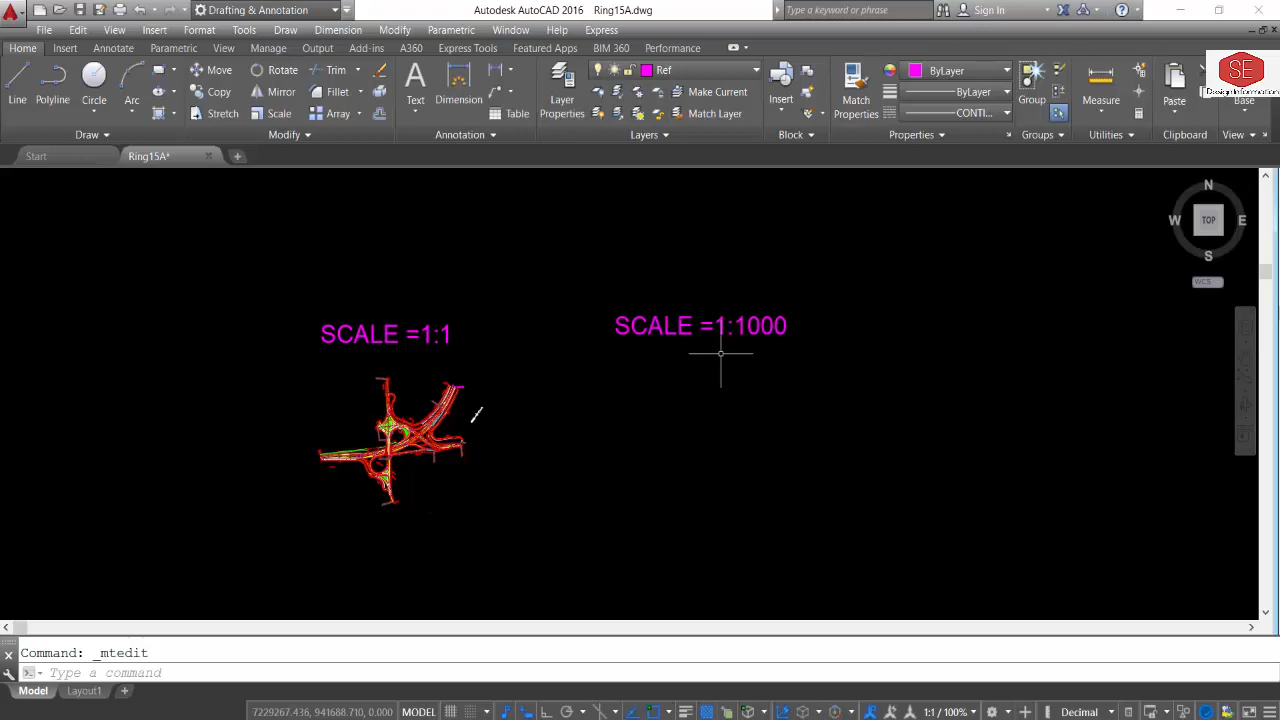 Drafting & Annotation
Autodesk AutoCAD 2016 Ring15A.dwg
Type a keyword or phrase
Sign In
File Edit View Insert Format Tools Draw Dimension Modify Parametric Window Help Express
Home Insert Annotate Parametric View Manage Output Add-ins A360 Express Tools Featured Apps BIM 360 Performance
Line Polyline Circle Arc
Move Rotate Trim
Copy Mirror Fillet
Stretch Scale Array
Text Dimension Table
Layer Properties
Ref
Make Current
Match Layer
Insert
Match Properties
ByLayer
ByLayer
CONTI...
Group
Measure
Paste
Base
SE
Design Information
Draw Modify Annotation Layers Block Properties Groups Utilities Clipboard View
Start Ring15A*
N
W TOP E
S
WCS
SCALE =1:1
SCALE =1:1000
Command: _mtedit
Type a command
Model Layout1
7229267.436, 941688.710, 0.000 MODEL 1:1 / 100% Decimal